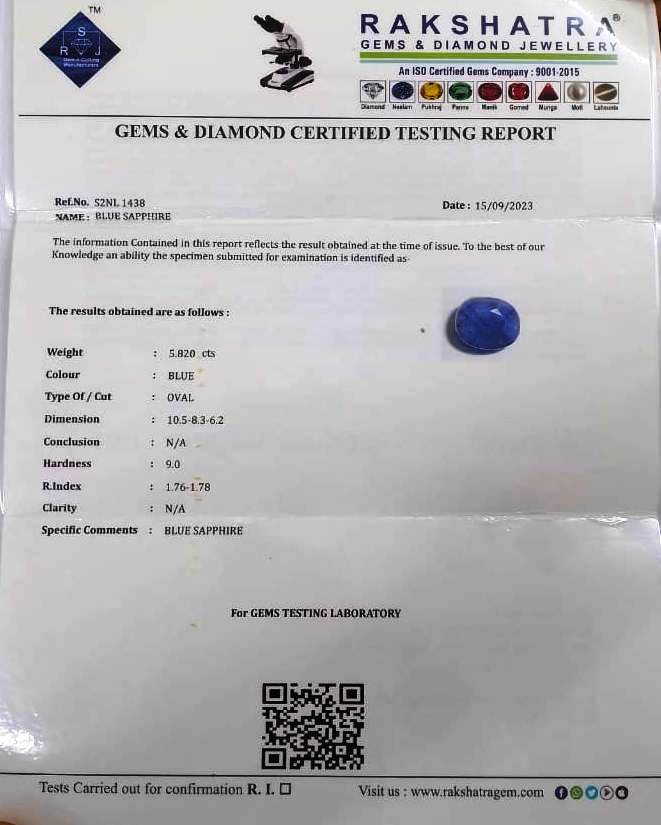 TM
S
R J
Gems Cutting
Manufacturers
RAKSHATRA®
GEMS & DIAMOND JEWELLERY
An ISO Certified Gems Company : 9001-2015
Diamond Neelam Pukhraj Panna Manik Gomed Munga Moti Lahsunia
GEMS & DIAMOND CERTIFIED TESTING REPORT
Ref.No. S2NL 1438
Date : 15/09/2023
NAME : BLUE SAPPHIRE
The information Contained in this report reflects the result obtained at the time of issue. To the best of our
Knowledge an ability the specimen submitted for examination is identified as-
The results obtained are as follows :
Weight : 5.820 cts
Colour : BLUE
Type Of / Cut : OVAL
Dimension : 10.5-8.3-6.2
Conclusion : N/A
Hardness : 9.0
R.Index : 1.76-1.78
Clarity : N/A
Specific Comments : BLUE SAPPHIRE
For GEMS TESTING LABORATORY
Tests Carried out for confirmation R. I. ☐
Visit us : www.rakshatragem.com